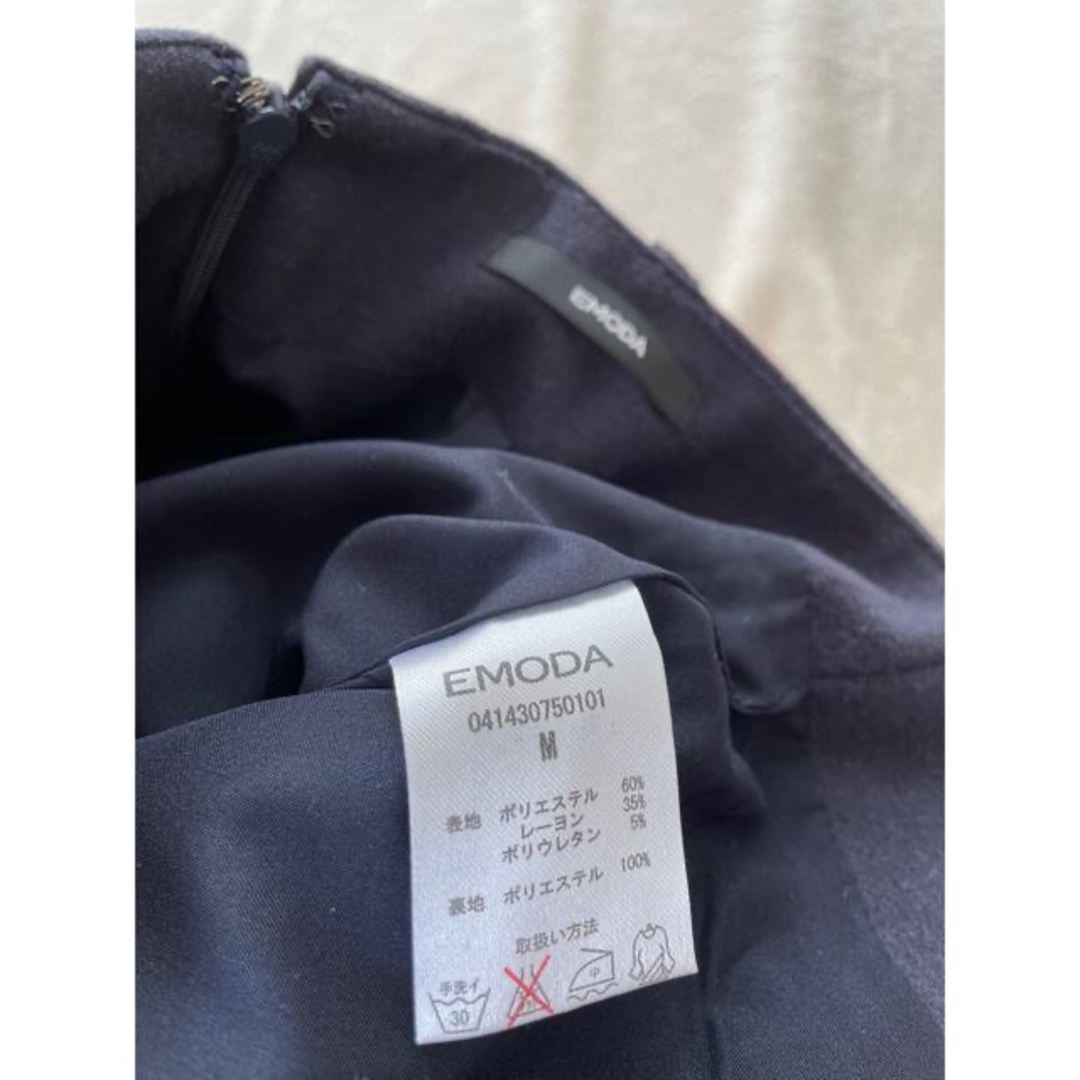 EMODA
EMODA
041430750101
M
表地 ポリエステル 60%
レーヨン 35%
ポリウレタン 5%
裏地 ポリエステル 100%
取扱い方法
手洗イ
30
中